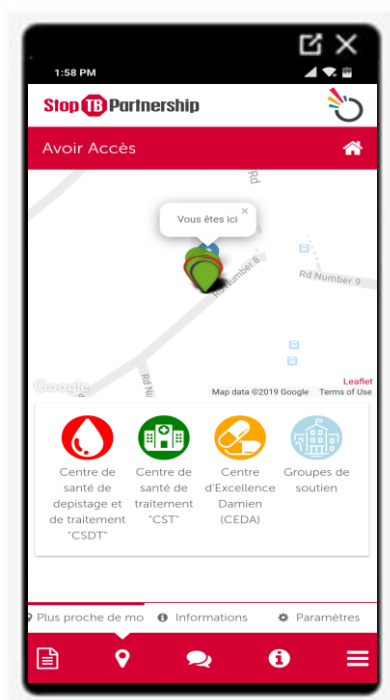 1:58 PM
Stop TB Partnership
Avoir Accès
Rd
Vous êtes ici ×
Rd Number 8
Rd Number 9
Rd Nu
Google
Leaflet
Map data ©2019 Google Terms of Use
Centre de santé de depistage et de traitement "CSDT"
Centre de santé de traitement "CST"
Centre d'Excellence Damien (CEDA)
Groupes de soutien
Plus proche de mo
Informations
Paramètres